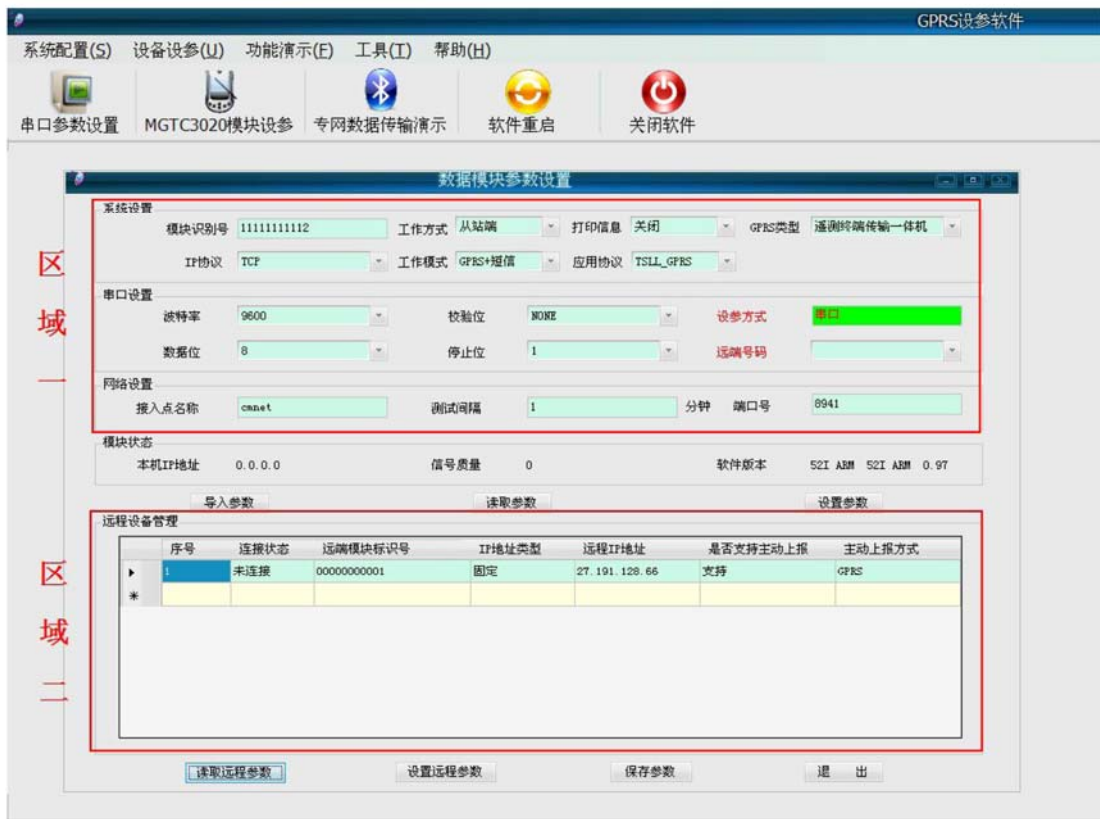 GPRS设参软件
系统配置(S) 设备设参(U) 功能演示(F) 工具(T) 帮助(H)
串口参数设置 MGTC3020模块设参 专网数据传输演示 软件重启 关闭软件
数据模块参数设置
系统设置
模块识别号 11111111112 工作方式 从站端 打印信息 关闭 GPRS类型 遥测终端传输一体机
IP协议 TCP 工作模式 GPRS+短信 应用协议 TSLL_GPRS
串口设置
波特率 9600 校验位 NONE 设参方式 串口
数据位 8 停止位 1 远端号码
网络设置
接入点名称 cmnet 测试间隔 1 分钟 端口号 8941
区域一
模块状态
本机IP地址 0.0.0.0 信号质量 0 软件版本 52I ARM 52I ARM 0.97
导入参数 读取参数 设置参数
远程设备管理
序号 连接状态 远端模块标识号 IP地址类型 远程IP地址 是否支持主动上报 主动上报方式
1 未连接 00000000001 固定 27.191.128.66 支持 GPRS
区域二
读取远程参数 设置远程参数 保存参数 退 出